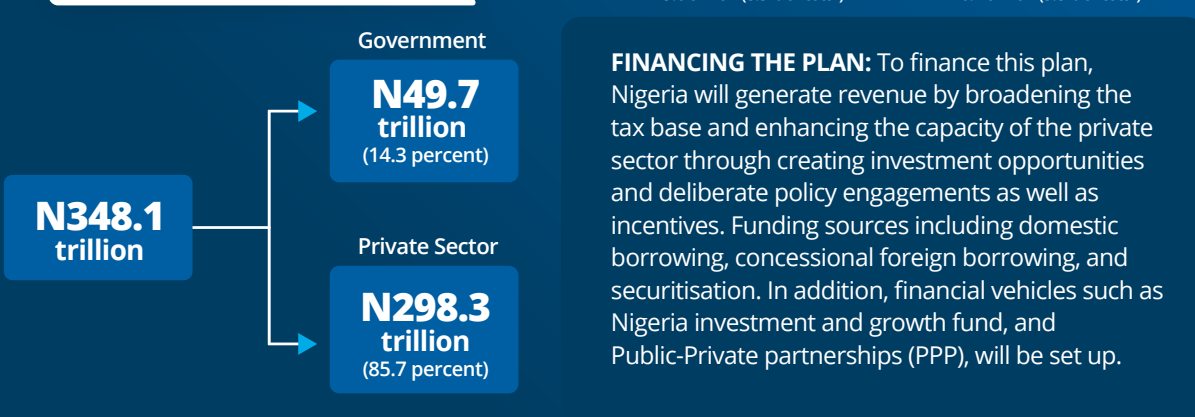 Government
N49.7
trillion
(14.3 percent)
N348.1
trillion
Private Sector
N298.3
trillion
(85.7 percent)
FINANCING THE PLAN: To finance this plan,
Nigeria will generate revenue by broadening the
tax base and enhancing the capacity of the private
sector through creating investment opportunities
and deliberate policy engagements as well as
incentives. Funding sources including domestic
borrowing, concessional foreign borrowing, and
securitisation. In addition, financial vehicles such as
Nigeria investment and growth fund, and
Public-Private partnerships (PPP), will be set up.